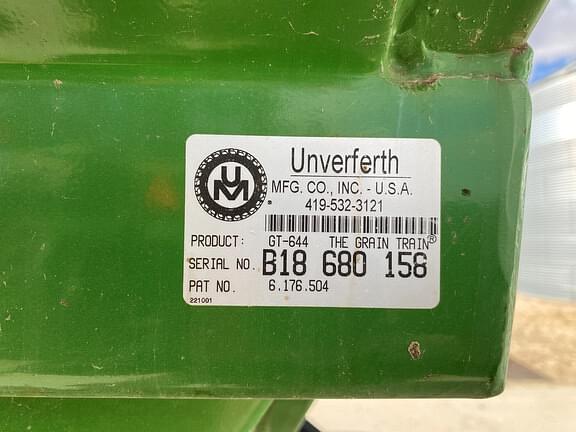 UM
Unverferth
MFG. CO., INC. - U.S.A.
419-532-3121
PRODUCT: GT-644 THE GRAIN TRAIN®
SERIAL NO. B18 680 158
PAT NO. 6.176.504
221001